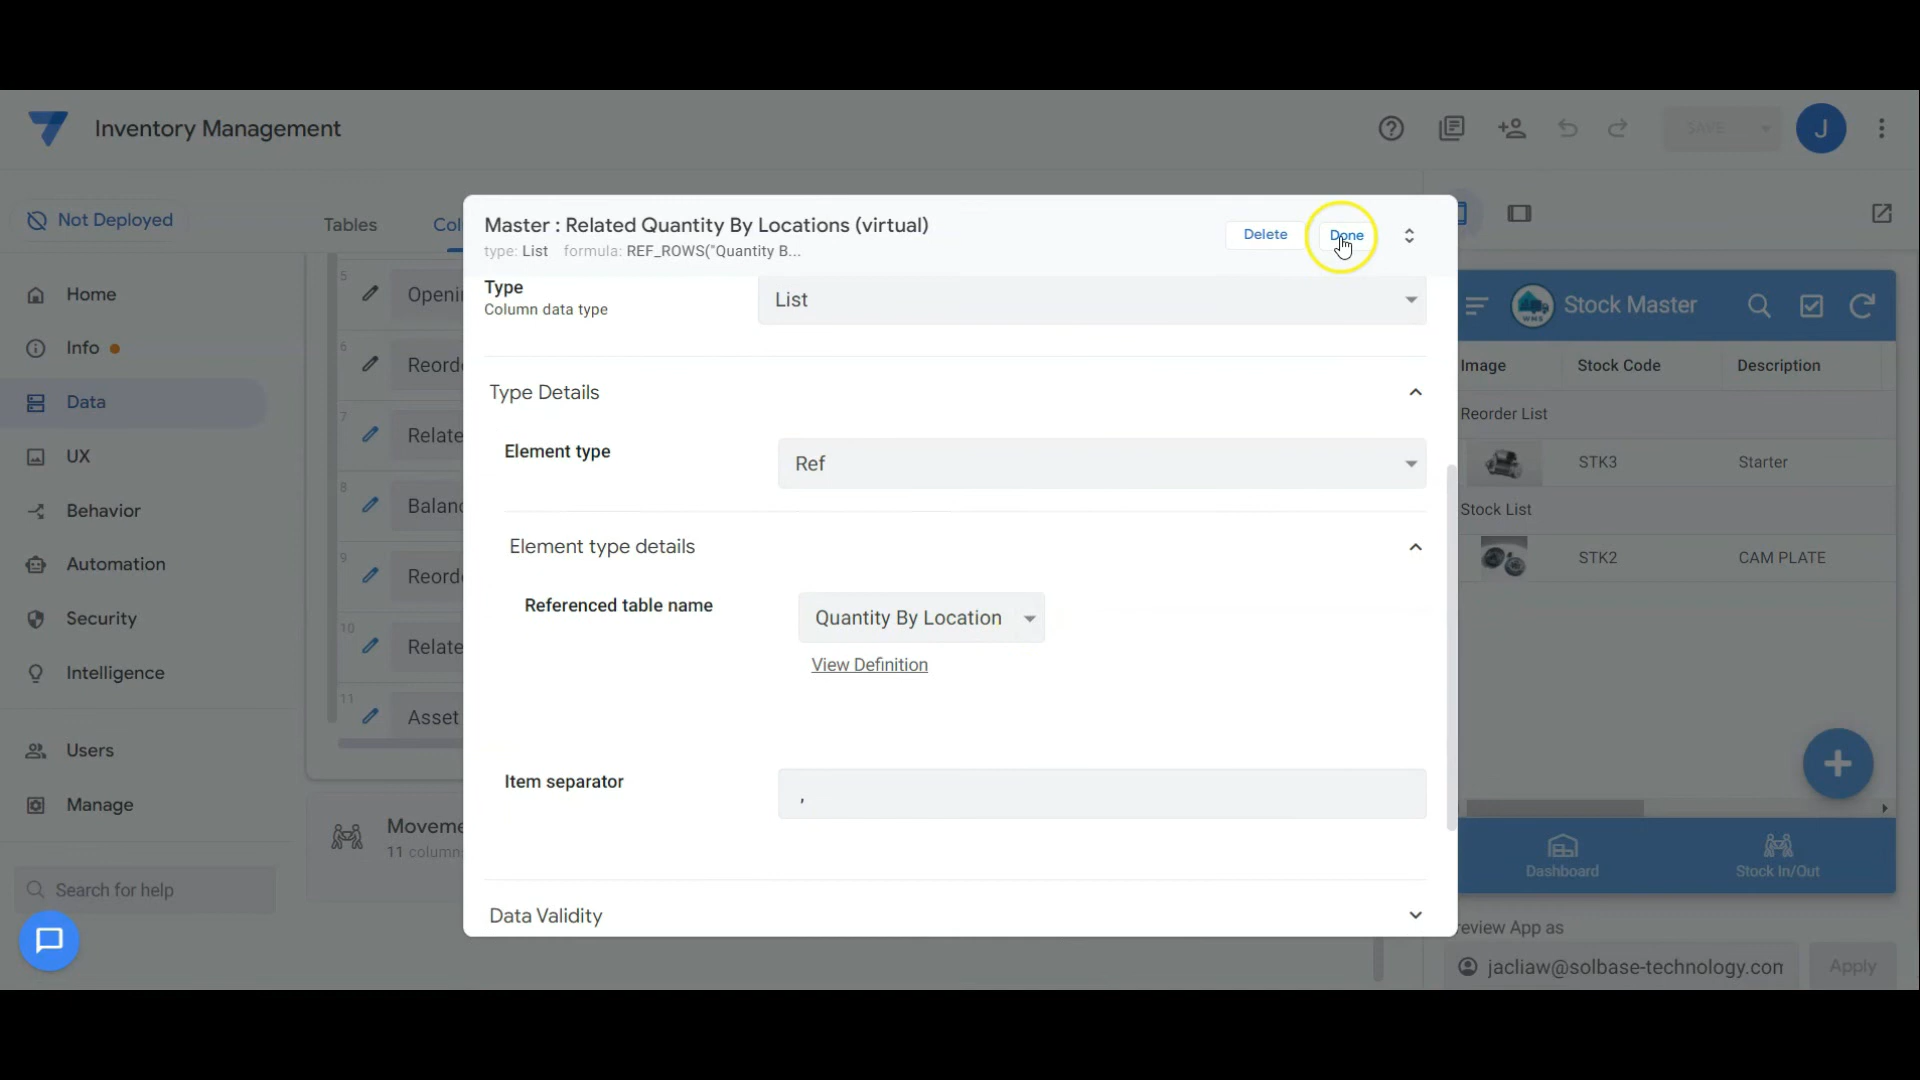 Inventory Management
SAVE
J
Not Deployed
Tables
Col
Home
Info
Data
UX
Behavior
Automation
Security
Intelligence
Users
Manage
Search for help
5
Openin
6
Reord
7
Relate
8
Balanc
9
Reord
10
Relate
11
Asset
Moveme
11 column
Master : Related Quantity By Locations (virtual)
type: List formula: REF_ROWS("Quantity B...
Delete
Done
Type
Column data type
List
Type Details
Element type
Ref
Element type details
Referenced table name
Quantity By Location
View Definition
Item separator
,
Data Validity
WMS
Stock Master
Image
Stock Code
Description
Reorder List
STK3
Starter
Stock List
STK2
CAM PLATE
Dashboard
Stock In/Out
review App as
jacliaw@solbase-technology.com
Apply